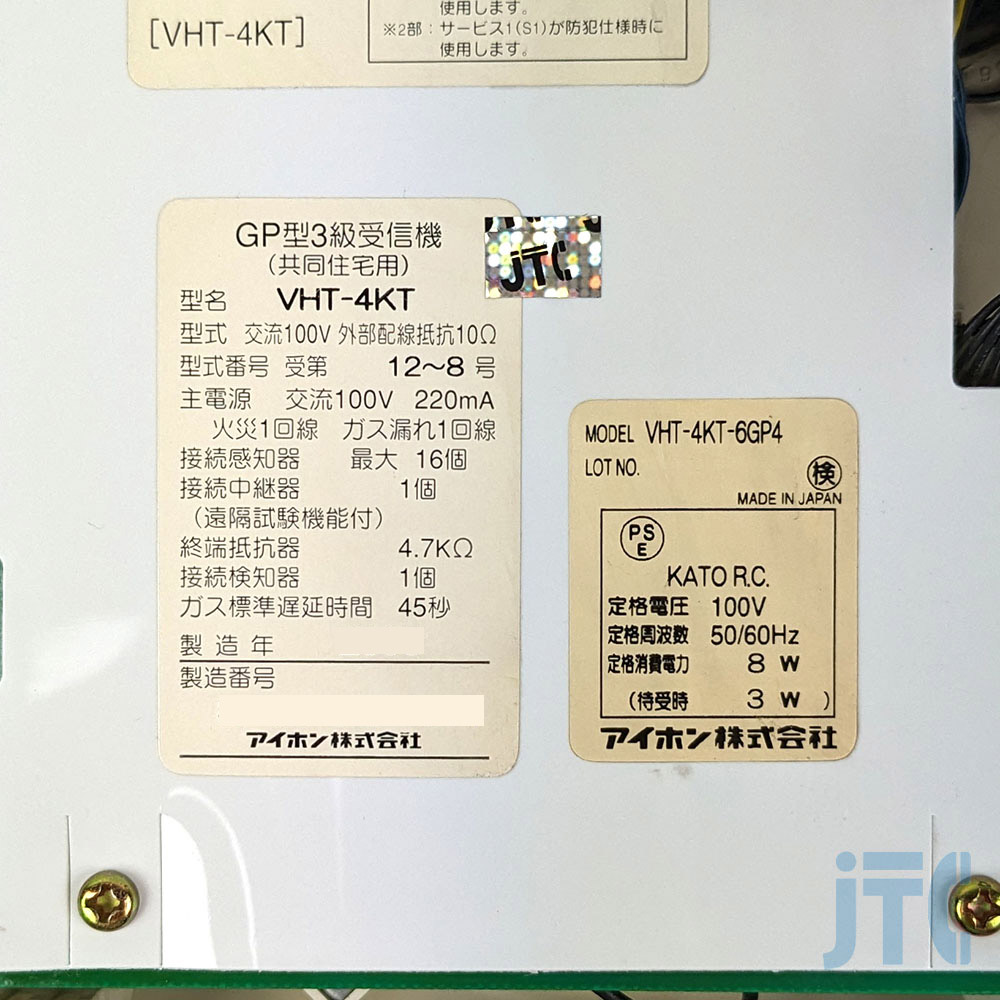 使用します。
※2部：サービス1(S1)が防犯仕様時に
使用します。
[VHT-4KT]
GP型3級受信機
(共同住宅用)
型名 VHT-4KT
型式 交流100V 外部配線抵抗10Ω
型式番号 受第 12～8 号
主電源 交流100V 220mA
火災1回線 ガス漏れ1回線
接続感知器 最大 16個
接続中継器 1個
(遠隔試験機能付)
終端抵抗器 4.7KΩ
接続検知器 1個
ガス標準遅延時間 45秒
製造年
製造番号
アイホン株式会社
JTC
MODEL VHT-4KT-6GP4
LOT NO.
検
MADE IN JAPAN
PS
E
KATO R.C.
定格電圧 100V
定格周波数 50/60Hz
定格消費電力 8 W
(待受時 3 W )
アイホン株式会社
JTC